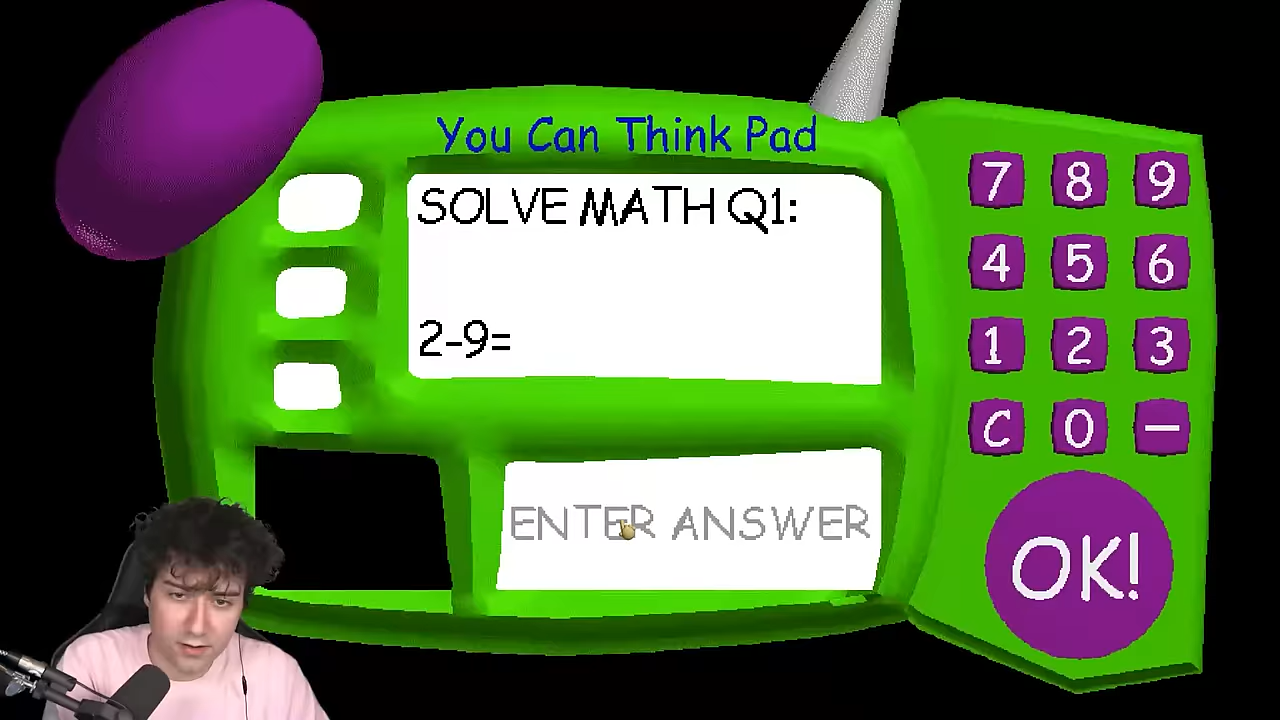 You Can Think Pad
SOLVE MATH Q1:
2-9=
ENTER ANSWER
7 8 9
4 5 6
1 2 3
C 0 -
OK!